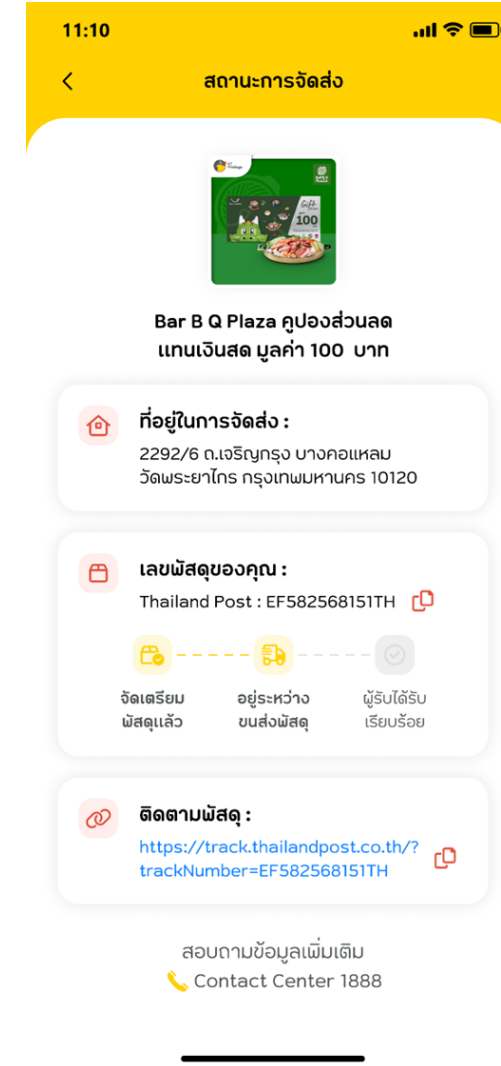 11:10
สถานะการจัดส่ง
BAR B Q
PLAZA
Gift
100
Bar B Q Plaza คูปองส่วนลด
แทนเงินสด มูลค่า 100 บาท
ที่อยู่ในการจัดส่ง :
2292/6 ถ.เจริญกรุง บางคอแหลม
วัดพระยาไกร กรุงเทพมหานคร 10120
เลขพัสดุของคุณ :
Thailand Post : EF582568151TH
จัดเตรียม
พัสดุแล้ว
อยู่ระหว่าง
ขนส่งพัสดุ
ผู้รับได้รับ
เรียบร้อย
ติดตามพัสดุ :
https://track.thailandpost.co.th/?
trackNumber=EF582568151TH
สอบถามข้อมูลเพิ่มเติม
Contact Center 1888